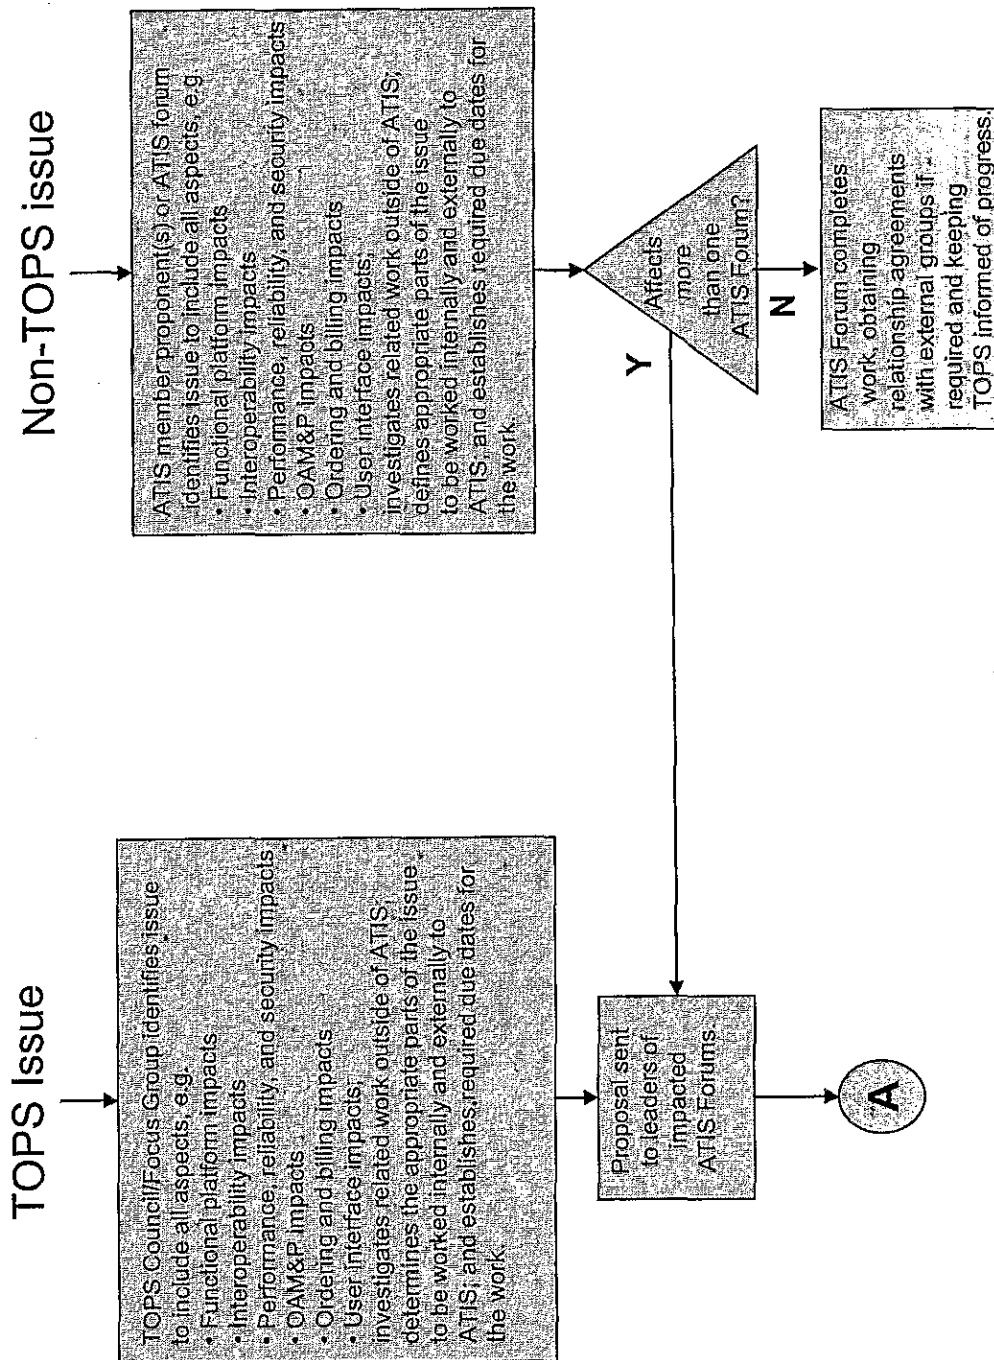 TOPS Issue
TOPS Council/Focus Group identifies issue
to include all aspects, e.g.
• Functional platform impacts
• Interoperability impacts
• Performance, reliability, and security impacts
• OAM&P Impacts
• Ordering and billing impacts
• User Interface impacts;
investigates related work outside of ATIS;
determines the appropriate parts of the issue
to be worked internally and externally to
ATIS; and establishes required due dates for
the work.
Proposal sent
to leaders of
impacted
ATIS Forums.
A
Non-TOPS issue
ATIS member proponent(s) or ATIS forum
identifies issue to include all aspects, e.g.
• Functional platform impacts
• Interoperability impacts
• Performance, reliability, and security impacts
• OAM&P Impacts
• Ordering and billing impacts
• User interface impacts;
investigates related work outside of ATIS;
defines appropriate parts of the issue
to be worked internally and externally to
ATIS; and establishes required due dates for
the work.
Affects
more
than one
ATIS Forum?
Y
N
ATIS Forum completes
work, obtaining
relationship agreements
with external groups if
required and keeping
TOPS Informed of progress.